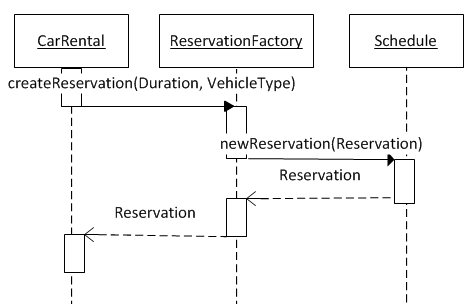 CarRental
ReservationFactory
Schedule
createReservation(Duration, VehicleType)
newReservation(Reservation)
Reservation
Reservation